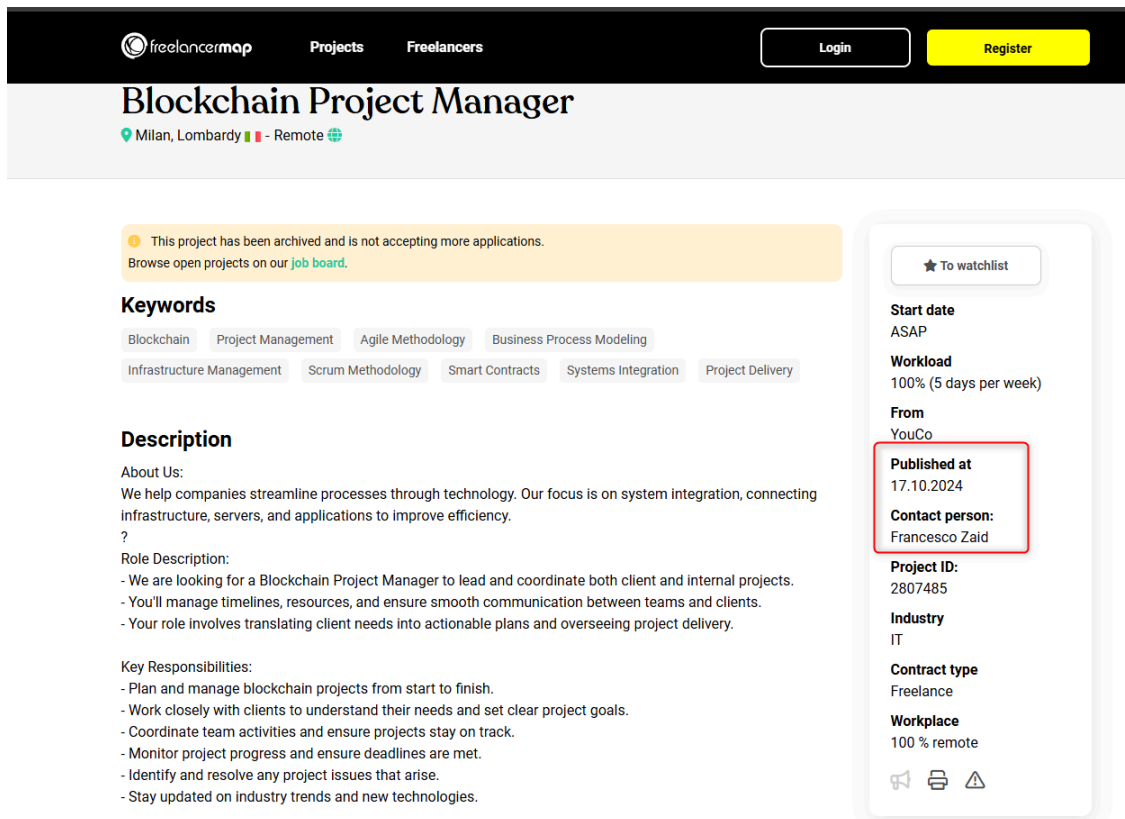 freelancermap
Projects
Freelancers
Login
Register
Blockchain Project Manager
Milan, Lombardy - Remote
This project has been archived and is not accepting more applications.
Browse open projects on our job board.
Keywords
Blockchain
Project Management
Agile Methodology
Business Process Modeling
Infrastructure Management
Scrum Methodology
Smart Contracts
Systems Integration
Project Delivery
Description
About Us:
We help companies streamline processes through technology. Our focus is on system integration, connecting
infrastructure, servers, and applications to improve efficiency.
?
Role Description:
- We are looking for a Blockchain Project Manager to lead and coordinate both client and internal projects.
- You'll manage timelines, resources, and ensure smooth communication between teams and clients.
- Your role involves translating client needs into actionable plans and overseeing project delivery.
Key Responsibilities:
- Plan and manage blockchain projects from start to finish.
- Work closely with clients to understand their needs and set clear project goals.
- Coordinate team activities and ensure projects stay on track.
- Monitor project progress and ensure deadlines are met.
- Identify and resolve any project issues that arise.
- Stay updated on industry trends and new technologies.
To watchlist
Start date
ASAP
Workload
100% (5 days per week)
From
YouCo
Published at
17.10.2024
Contact person:
Francesco Zaid
Project ID:
2807485
Industry
IT
Contract type
Freelance
Workplace
100 % remote